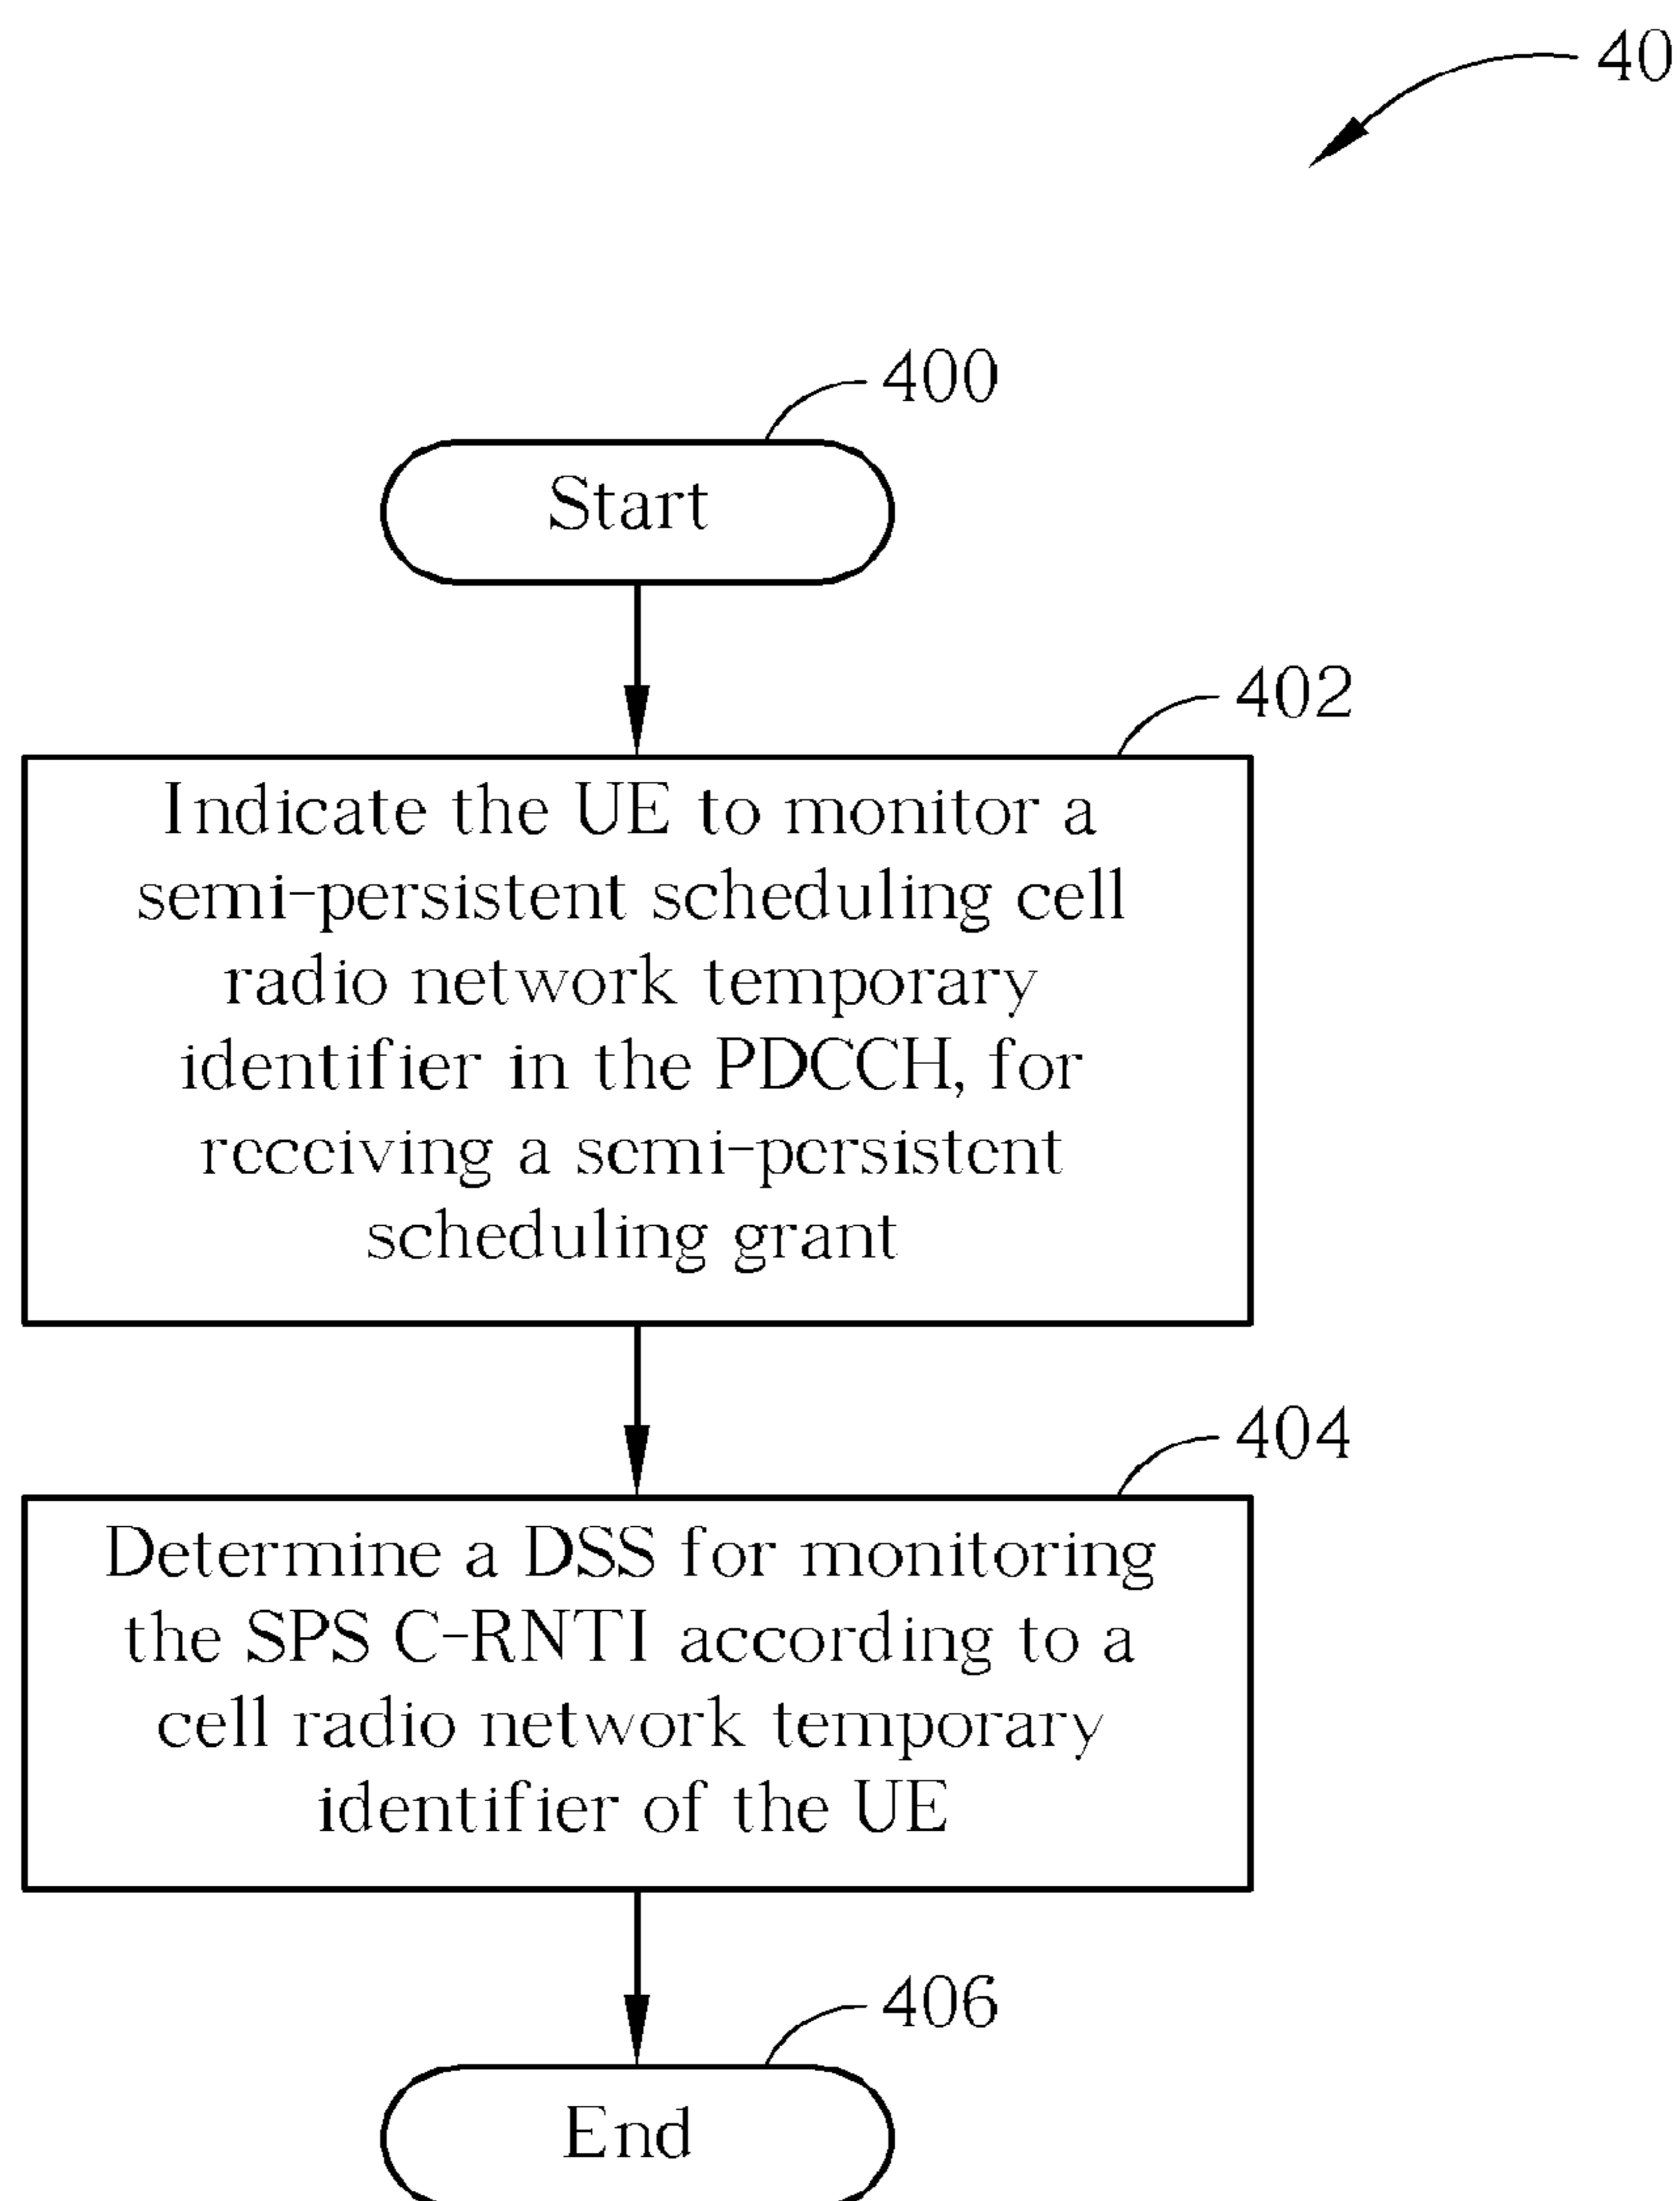 40
400
Start
402
Indicate the UE to monitor a
semi-persistent scheduling cell
radio network temporary
identifier in the PDCCH, for
receiving a semi-persistent
scheduling grant
404
Determine a DSS for monitoring
the SPS C-RNTI according to a
cell radio network temporary
identifier of the UE
406
End